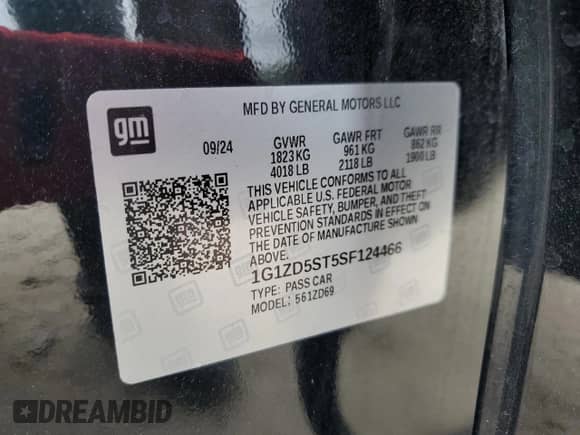 MFD BY GENERAL MOTORS LLC
gm
09/24
GVWR GAWR FRT GAWR RR
1823 KG 961 KG 862 KG
4018 LB 2118 LB 1900 LB
THIS VEHICLE CONFORMS TO ALL
APPLICABLE U.S. FEDERAL MOTOR
VEHICLE SAFETY, BUMPER, AND THEFT
PREVENTION STANDARDS IN EFFECT ON
THE DATE OF MANUFACTURE SHOWN
ABOVE.
1G1ZD5ST5SF124466
TYPE: PASS CAR
MODEL: 561ZD69
DREAMBID